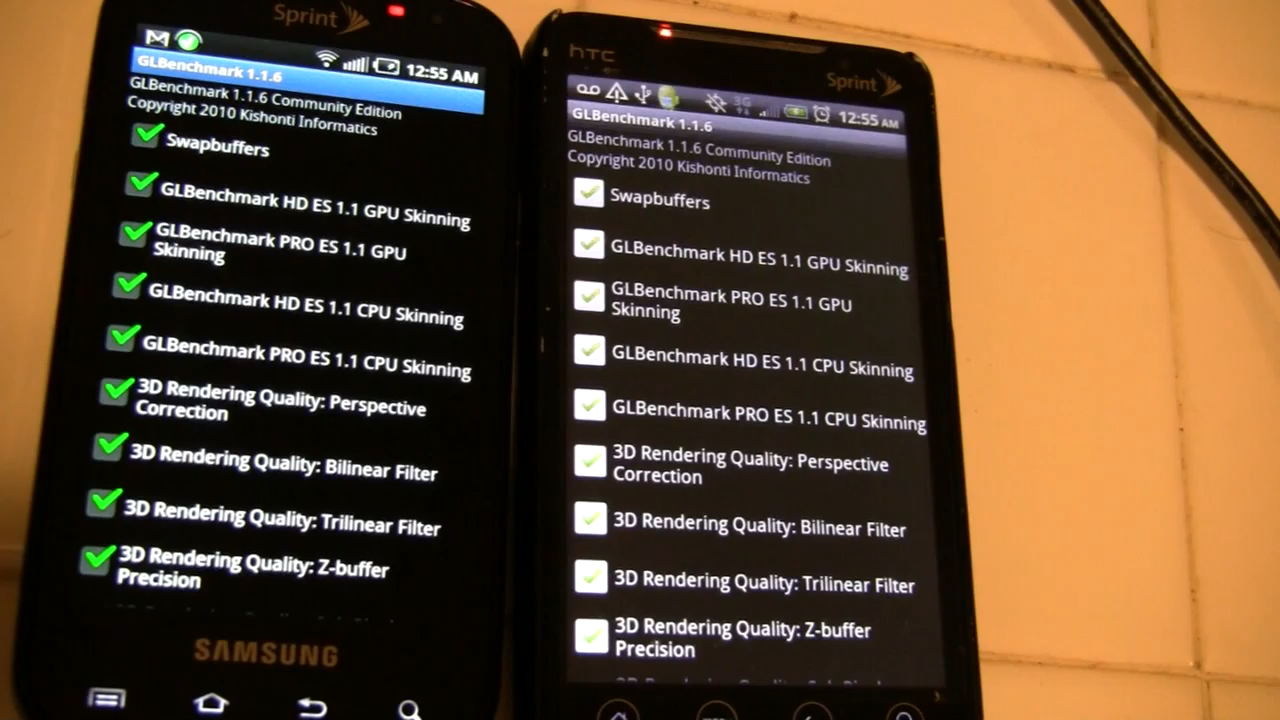 Sprint
12:55 AM
GLBenchmark 1.1.6
GLBenchmark 1.1.6 Community Edition
Copyright 2010 Kishonti Informatics
Swapbuffers
GLBenchmark HD ES 1.1 GPU Skinning
GLBenchmark PRO ES 1.1 GPU
Skinning
GLBenchmark HD ES 1.1 CPU Skinning
GLBenchmark PRO ES 1.1 CPU Skinning
3D Rendering Quality: Perspective
Correction
3D Rendering Quality: Bilinear Filter
3D Rendering Quality: Trilinear Filter
3D Rendering Quality: Z-buffer
Precision
SAMSUNG
hTC
Sprint
3G 12:55 AM
GLBenchmark 1.1.6
GLBenchmark 1.1.6 Community Edition
Copyright 2010 Kishonti Informatics
Swapbuffers
GLBenchmark HD ES 1.1 GPU Skinning
GLBenchmark PRO ES 1.1 GPU
Skinning
GLBenchmark HD ES 1.1 CPU Skinning
GLBenchmark PRO ES 1.1 CPU Skinning
3D Rendering Quality: Perspective
Correction
3D Rendering Quality: Bilinear Filter
3D Rendering Quality: Trilinear Filter
3D Rendering Quality: Z-buffer
Precision